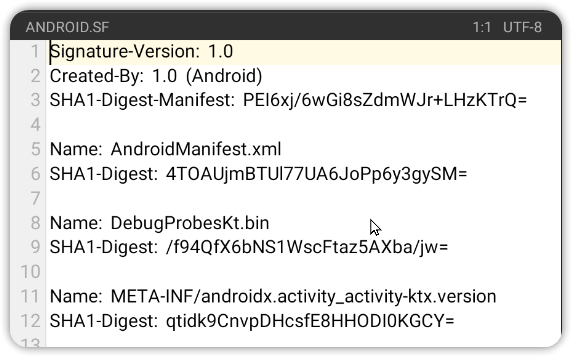 ANDROID.SF 1:1 UTF-8
1 Signature-Version: 1.0
2 Created-By: 1.0 (Android)
3 SHA1-Digest-Manifest: PEl6xj/6wGi8sZdmWJr+LHzKTrQ=
4
5 Name: AndroidManifest.xml
6 SHA1-Digest: 4TOAUjmBTUl77UA6JoPp6y3gySM=
7
8 Name: DebugProbesKt.bin
9 SHA1-Digest: /f94QfX6bNS1WscFtaz5AXba/jw=
10
11 Name: META-INF/androidx.activity_activity-ktx.version
12 SHA1-Digest: qtidk9CnvpDHcsfE8HHODI0KGCY=
13